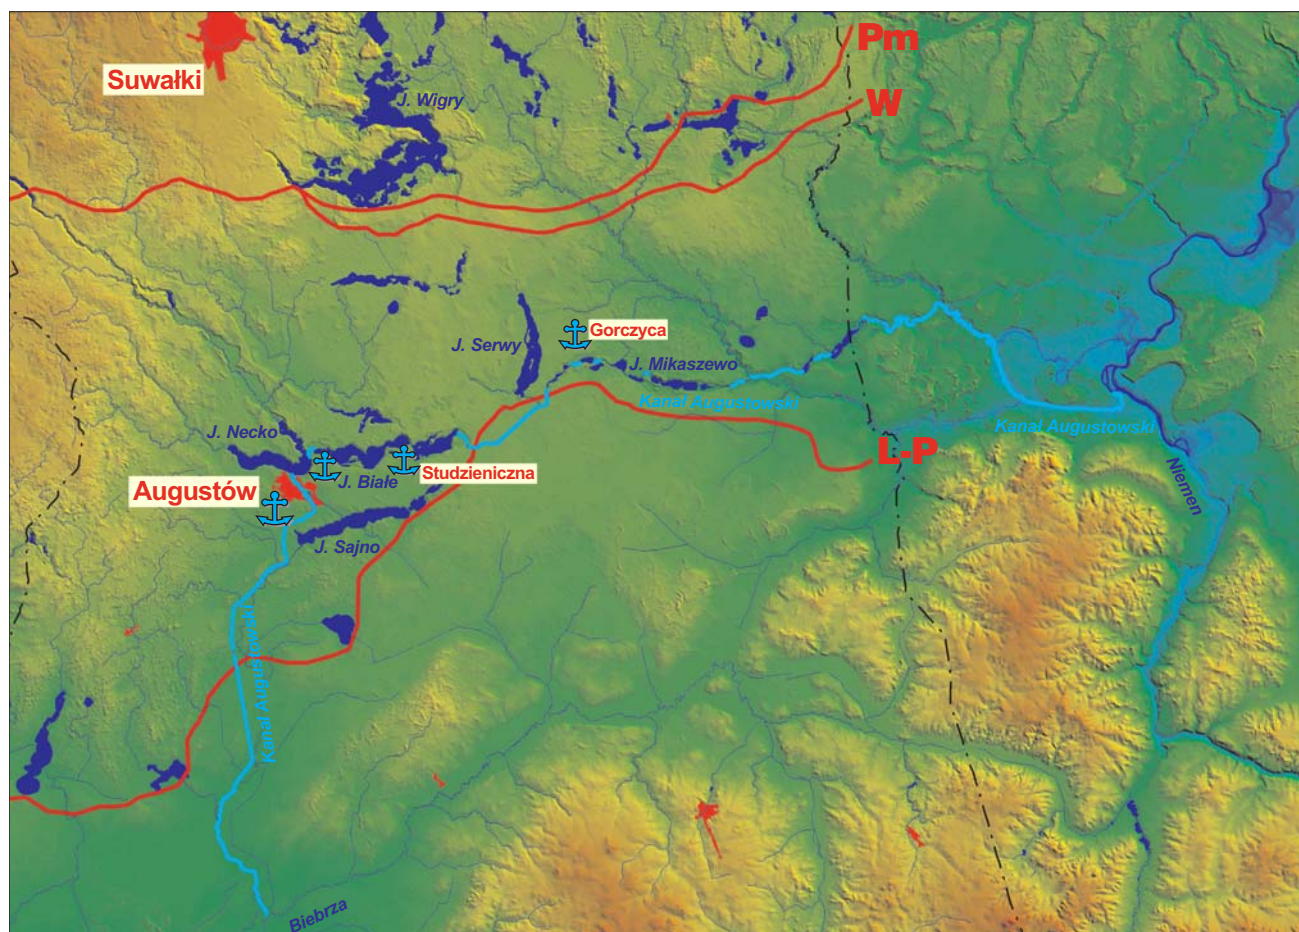 Pm
Suwałki
J. Wigry
W
Gorczyca
J. Serwy
J. Mikaszewo
Kanał Augustowski
Kanał Augustowski
J. Necko
L-P
Studzieniczna
J. Białe
Augustów
Niemen
J. Sajno
Kanał Augustowski
Biebrza